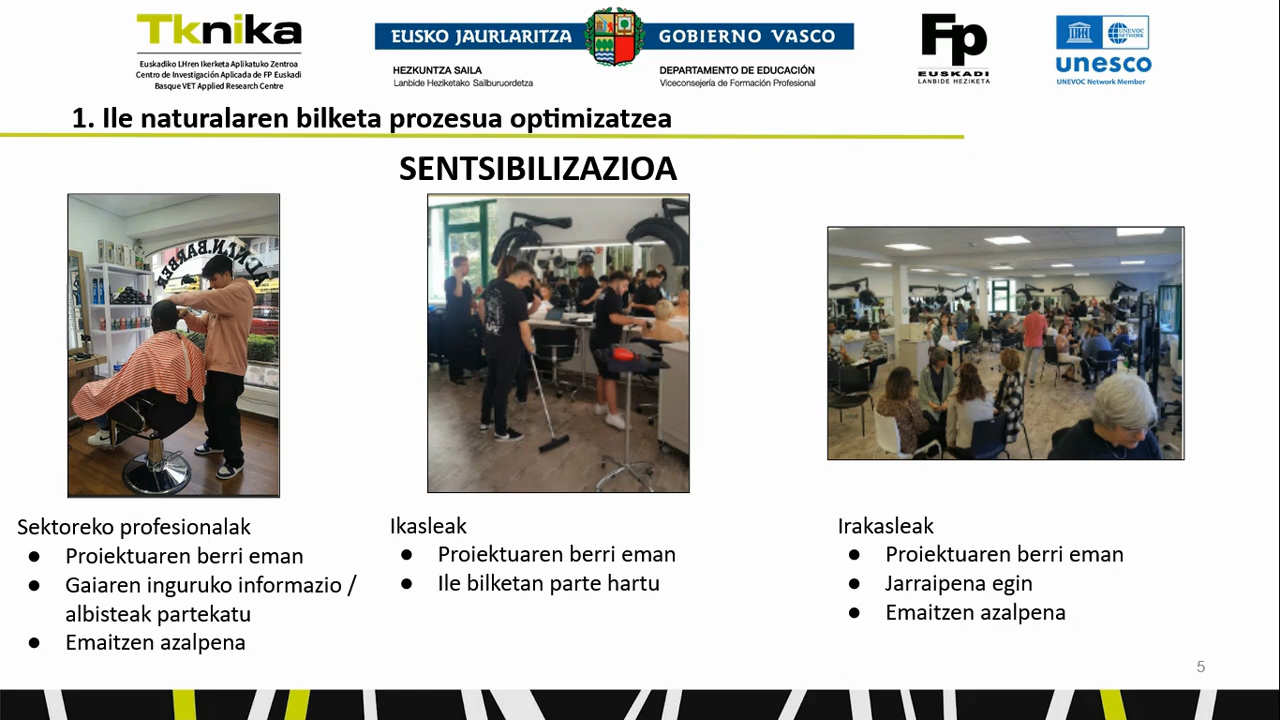 Tknika
Euskadiko LHren Ikerketa Aplikatuko Zentroa
Centro de Investigación Aplicada de FP Euskadi
Basque VET Applied Research Centre
EUSKO JAURLARITZA
GOBIERNO VASCO
HEZKUNTZA SAILA
Lanbide Heziketako Sailburuordetza
DEPARTAMENTO DE EDUCACIÓN
Viceconsejería de Formación Profesional
Fp
EUSKADI
LANBIDE HEZIKETA
UNEVOC
NETWORK
unesco
UNEVOC Network Member
1. Ile naturalaren bilketa prozesua optimizatzea
SENTSIBILIZAZIOA
Sektoreko profesionalak
● Proiektuaren berri eman
● Gaiaren inguruko informazio /
albisteak partekatu
● Emaitzen azalpena
Ikasleak
● Proiektuaren berri eman
● Ile bilketan parte hartu
Irakasleak
● Proiektuaren berri eman
● Jarraipena egin
● Emaitzen azalpena
5